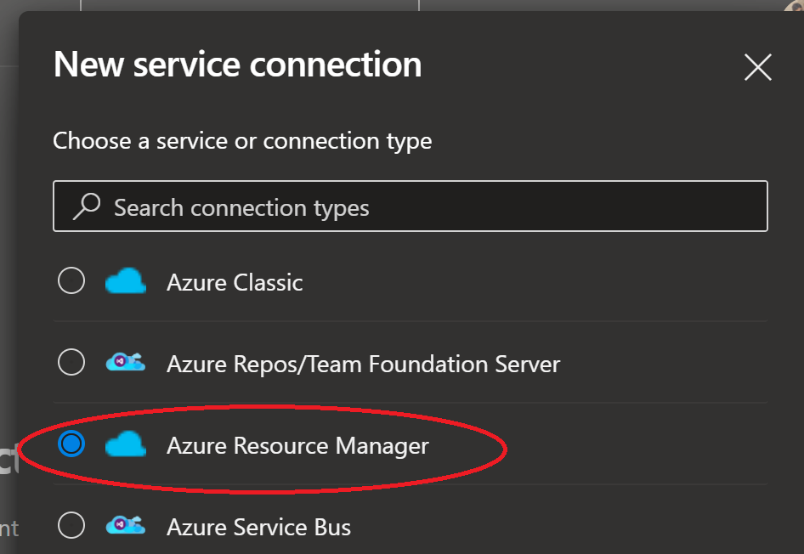 New service connection
Choose a service or connection type
Search connection types
Azure Classic
Azure Repos/Team Foundation Server
Azure Resource Manager
Azure Service Bus